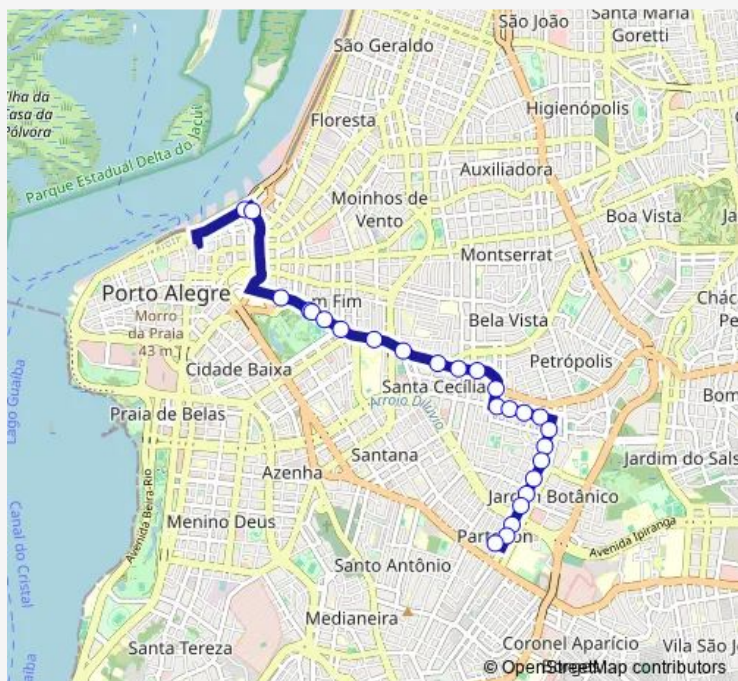 São João
Santa Maria
Goretti
São Geraldo
Ilha da
Casa da
Pólvora
Higienópolis
Floresta
Parque Estadual Delta do Jacuí
Auxiliadora
Moinhos de
Vento
Boa Vista
Montserrat
Porto Alegre
m Fim
Morro
da Praia
43 m
Bela Vista
Petrópolis
Cidade Baixa
Santa Cecília
Arroio Dilúvio
Praia de Belas
Lago Guaíba
Santana
Jardim do Sals
Azenha
Jardim Botânico
Avenida Beira-Rio
Menino Deus
Avenida Ipiranga
Canal do Cristal
Santo Antônio
Medianeira
Santa Tereza
Coronel Aparício
Vila São J
© OpenStreetMap contributors